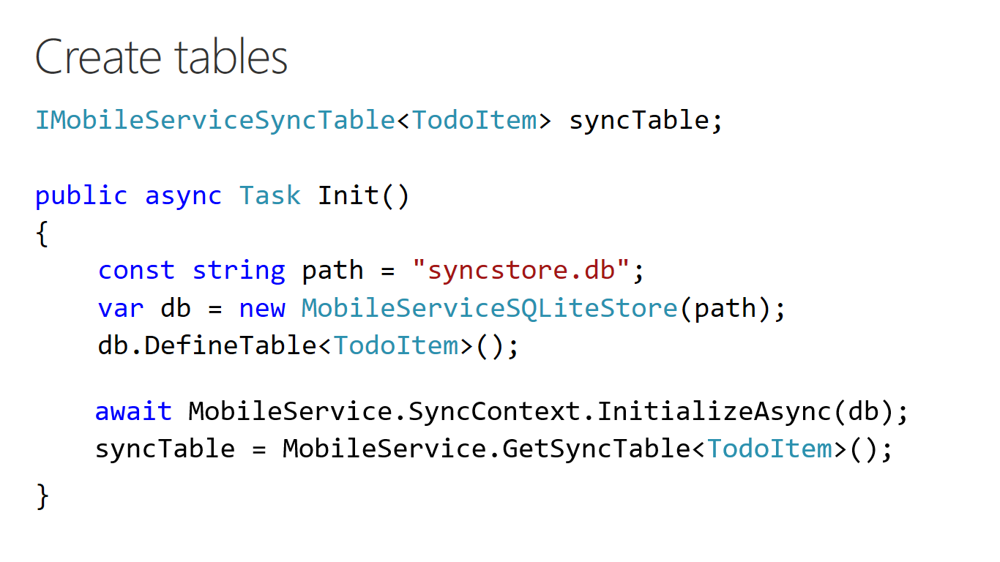 Create tables
IMobileServiceSyncTable<TodoItem> syncTable;
public async Task Init()
{
    const string path = "syncstore.db";
    var db = new MobileServiceSQLiteStore(path);
    db.DefineTable<TodoItem>();
    await MobileService.SyncContext.InitializeAsync(db);
    syncTable = MobileService.GetSyncTable<TodoItem>();
}